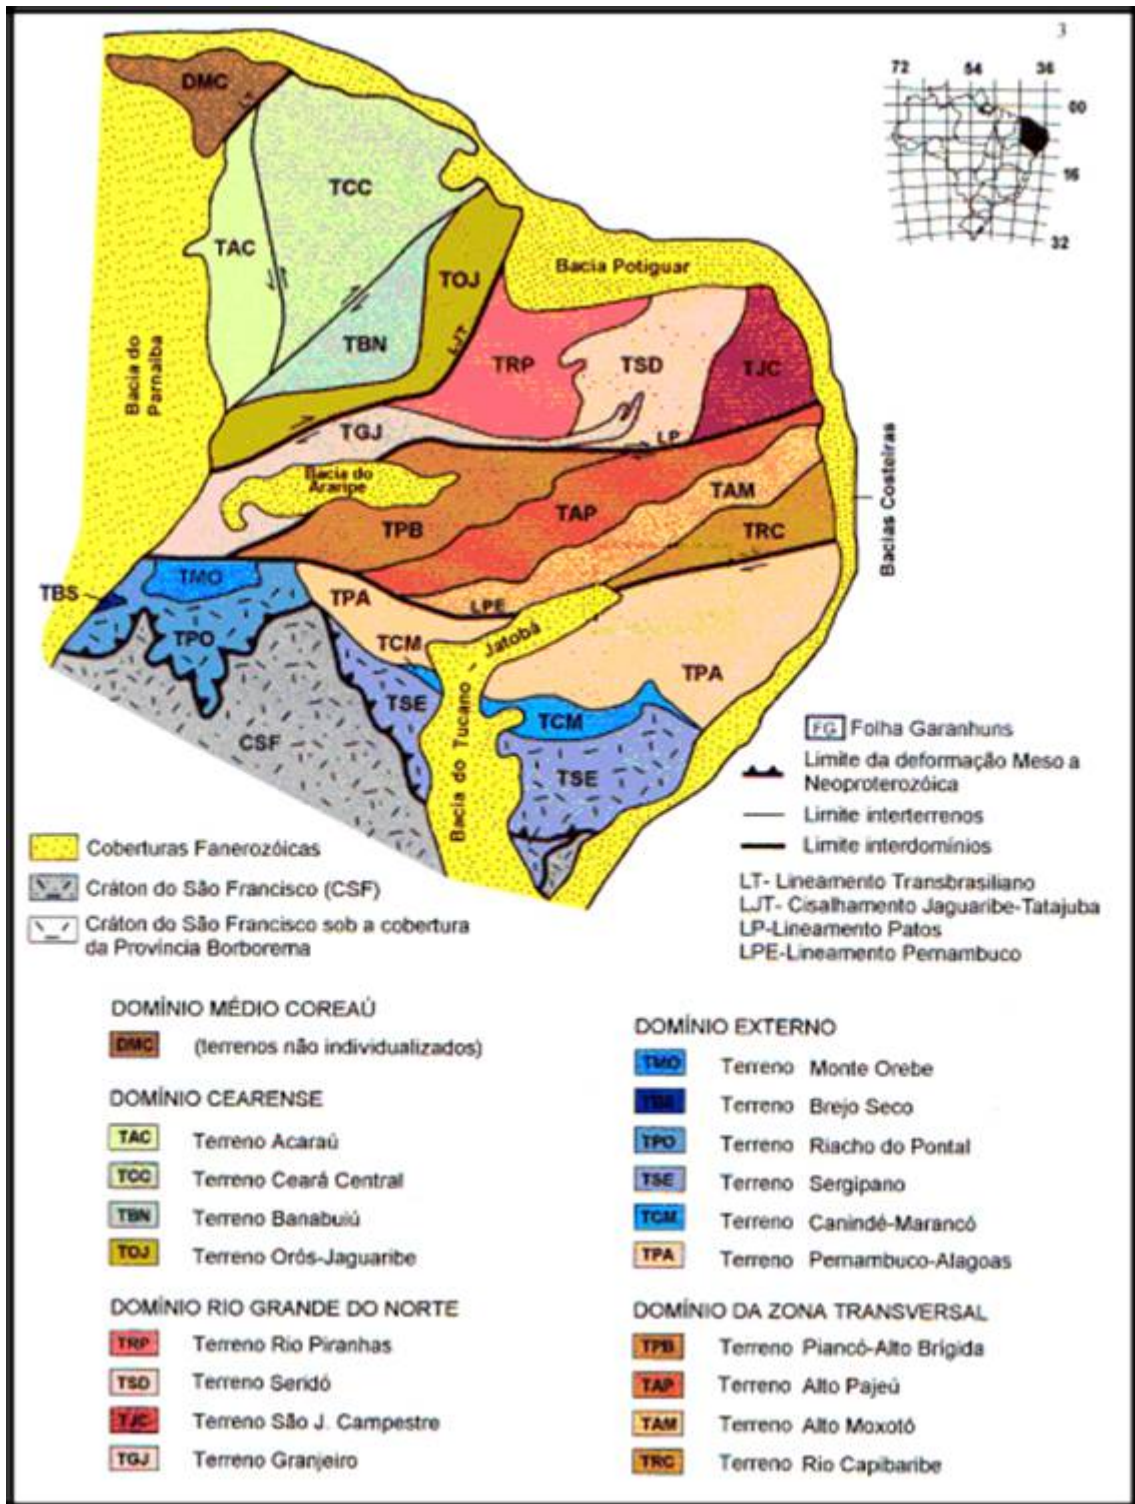 3
72 54 36
00
16
32
DMC
LT
TCC
TAC
TOJ
Bacia Potiguar
TBN
LJT
TRP
TSD
TJC
Bacia do
Parnaíba
TGJ
LP
Bacia do
Araripe
TAM
TAP
TPB
TRC
Bacias Costeiras
TMO
TBS
TPA
LPE
TPO
TCM
Jatobá
TPA
TSE
Bacia do Tucano
TCM
CSF
TSE
FG Folha Garanhuns
Limite da deformação Meso a
Neoproterozóica
Limite interterrenos
Limite interdomínios
Coberturas Fanerozóicas
Cráton do São Francisco (CSF)
Cráton do São Francisco sob a cobertura
da Província Borborema
LT- Lineamento Transbrasiliano
LJT- Cisalhamento Jaguaribe-Tatajuba
LP-Lineamento Patos
LPE-Lineamento Pernambuco
DOMÍNIO MÉDIO COREAÚ
DMC (terrenos não individualizados)
DOMÍNIO CEARENSE
TAC Terreno Acaraú
TCC Terreno Ceará Central
TBN Terreno Banabuiú
TOJ Terreno Orós-Jaguaribe
DOMÍNIO RIO GRANDE DO NORTE
TRP Terreno Rio Piranhas
TSD Terreno Seridó
TJC Terreno São J. Campestre
TGJ Terreno Granjeiro
DOMÍNIO EXTERNO
TMO Terreno Monte Orebe
TBS Terreno Brejo Seco
TPO Terreno Riacho do Pontal
TSE Terreno Sergipano
TCM Terreno Canindé-Marancó
TPA Terreno Pernambuco-Alagoas
DOMÍNIO DA ZONA TRANSVERSAL
TPB Terreno Piancó-Alto Brígida
TAP Terreno Alto Pajeú
TAM Terreno Alto Moxotó
TRC Terreno Rio Capibaribe